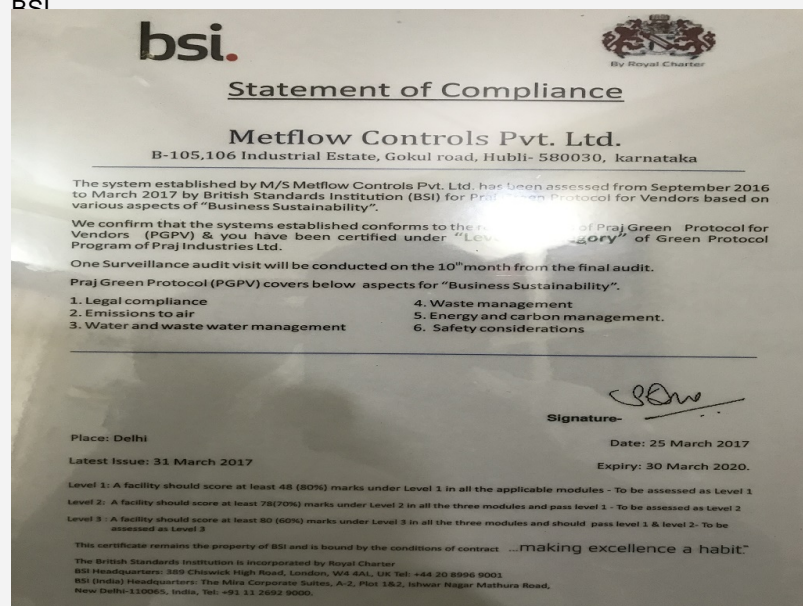 BSI
bsi.
By Royal Charter
Statement of Compliance
Metflow Controls Pvt. Ltd.
B-105,106 Industrial Estate, Gokul road, Hubli- 580030, karnataka
The system established by M/S Metflow Controls Pvt. Ltd. has been assessed from September 2016
to March 2017 by British Standards Institution (BSI) for Praj Green Protocol for Vendors based on
various aspects of "Business Sustainability".
We confirm that the systems established conforms to the of Praj Green Protocol for
Vendors (PGPV) & you have been certified under of Green Protocol
Program of Praj Industries Ltd.
One Surveillance audit visit will be conducted on the 10th month from the final audit.
Praj Green Protocol (PGPV) covers below aspects for "Business Sustainability".
1. Legal compliance
2. Emissions to air
3. Water and waste water management
4. Waste management
5. Energy and carbon management.
6. Safety considerations
Signature-
Place: Delhi
Date: 25 March 2017
Latest Issue: 31 March 2017
Expiry: 30 March 2020.
Level 1: A facility should score at least 48 (80%) marks under Level 1 in all the applicable modules - To be assessed as Level 1
Level 2: A facility should score at least 78(70%) marks under Level 2 in all the three modules and pass level 1 - To be assessed as Level 2
Level 3 : A facility should score at least 80 (60%) marks under Level 3 in all the three modules and should pass level 1 & level 2- To be
assessed as Level 3
This certificate remains the property of BSI and is bound by the conditions of contract ...making excellence a habit.™
The British Standards Institution is incorporated by Royal Charter
BSI Headquarters: 389 Chiswick High Road, London, W4 4AL, UK Tel: +44 20 8996 9001
BSI (India) Headquarters: The Mira Corporate Suites, A-2, Plot 1&2, Ishwar Nagar Mathura Road,
New Delhi-110065, India, Tel: +91 11 2692 9000.